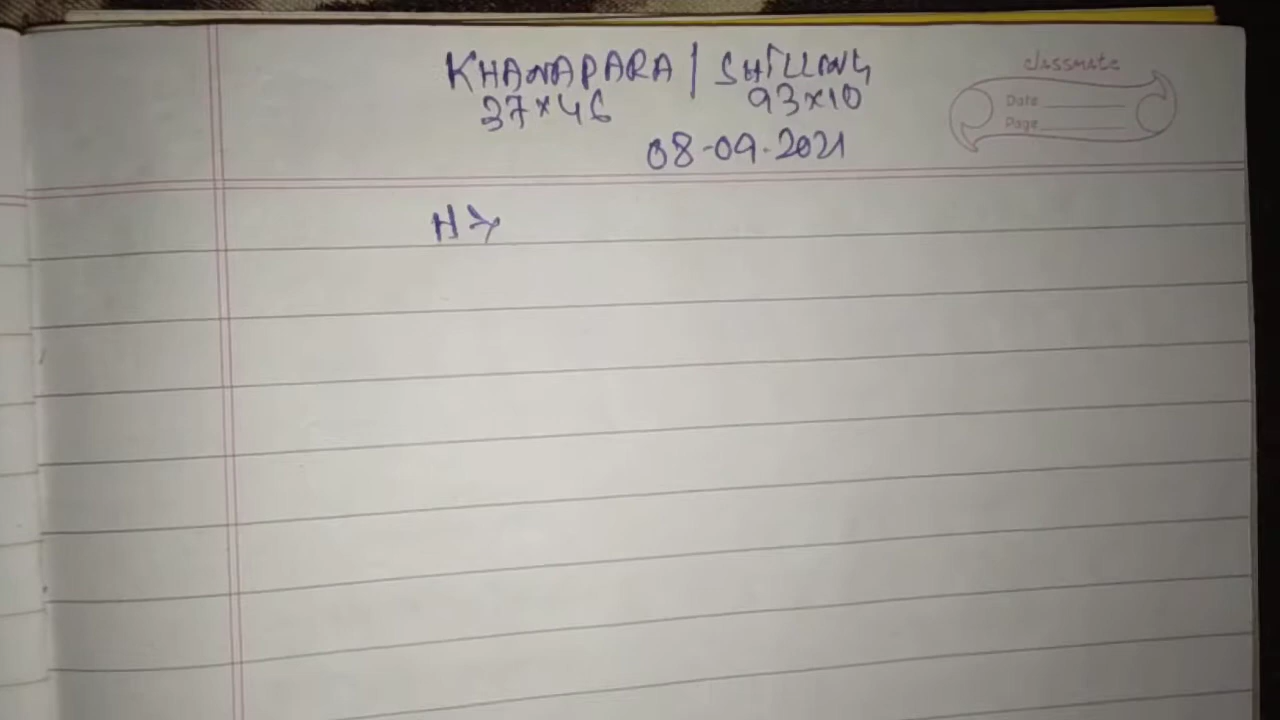 KHANAPARA | SHILLONG
37×46 93×10
08-09-2021
classmate
Date
Page
H